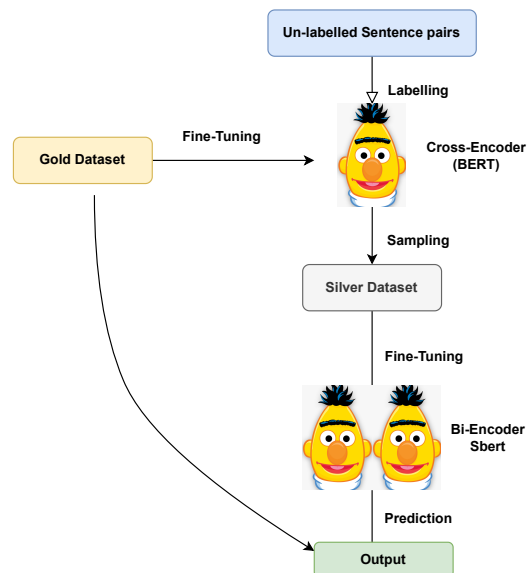 Un-labelled Sentence pairs
Labelling
Fine-Tuning
Gold Dataset
Cross-Encoder
(BERT)
Sampling
Silver Dataset
Fine-Tuning
Bi-Encoder
Sbert
Prediction
Output